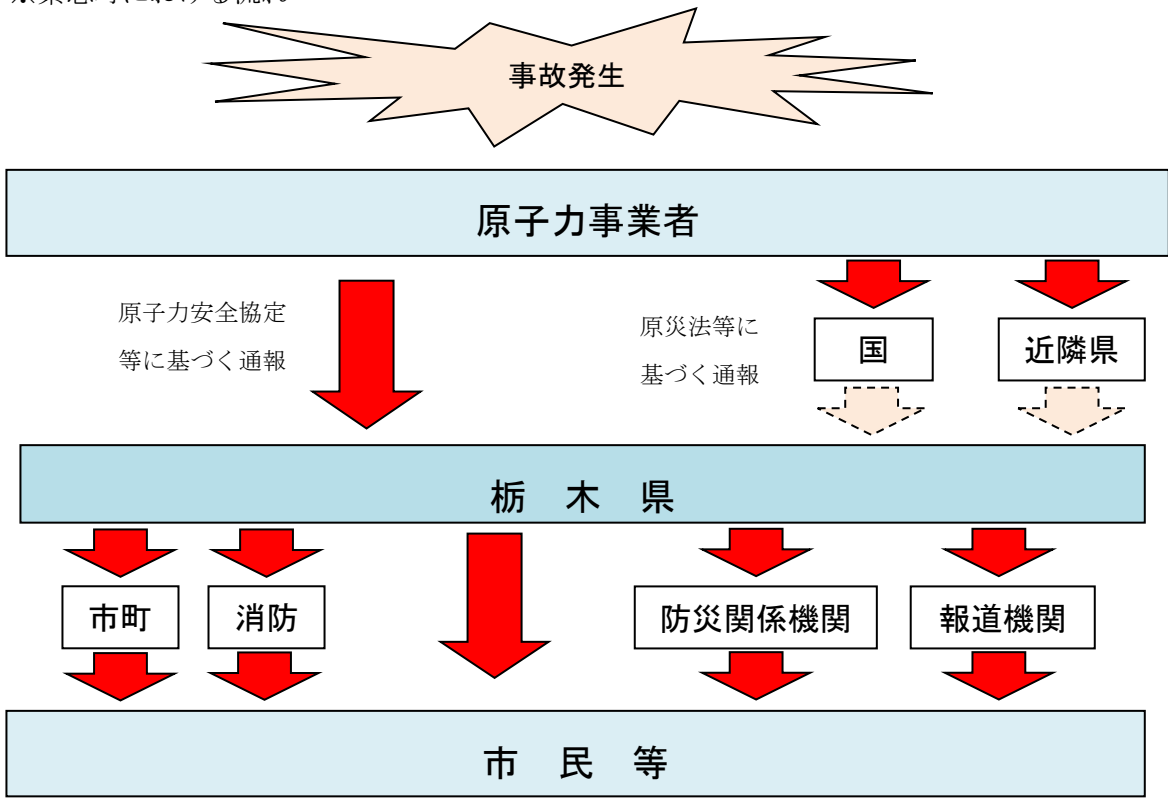 事故発生
原子力事業者
原子力安全協定
等に基づく通報
原災法等に
基づく通報
国
近隣県
栃 木 県
市町
消防
防災関係機関
報道機関
市 民 等